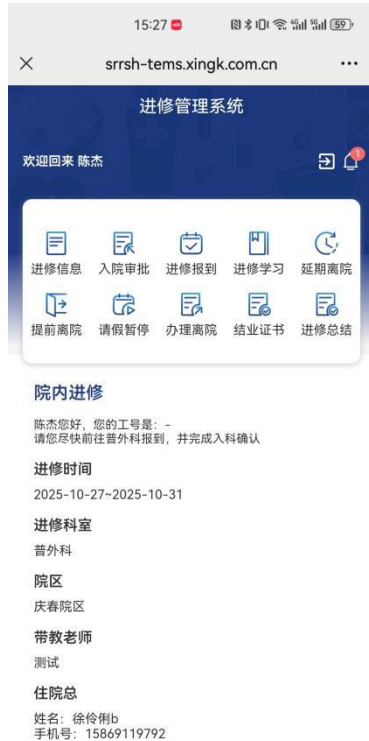 15:27
59
srrsh-tems.xingk.com.cn
进修管理系统
欢迎回来 陈杰
1
进修信息 入院审批 进修报到 进修学习 延期离院
提前离院 请假暂停 办理离院 结业证书 进修总结
院内进修
陈杰您好，您的工号是：-
请您尽快前往普外科报到，并完成入科确认
进修时间
2025-10-27~2025-10-31
进修科室
普外科
院区
庆春院区
带教老师
测试
住院总
姓名：徐伶俐b
手机号：15869119792